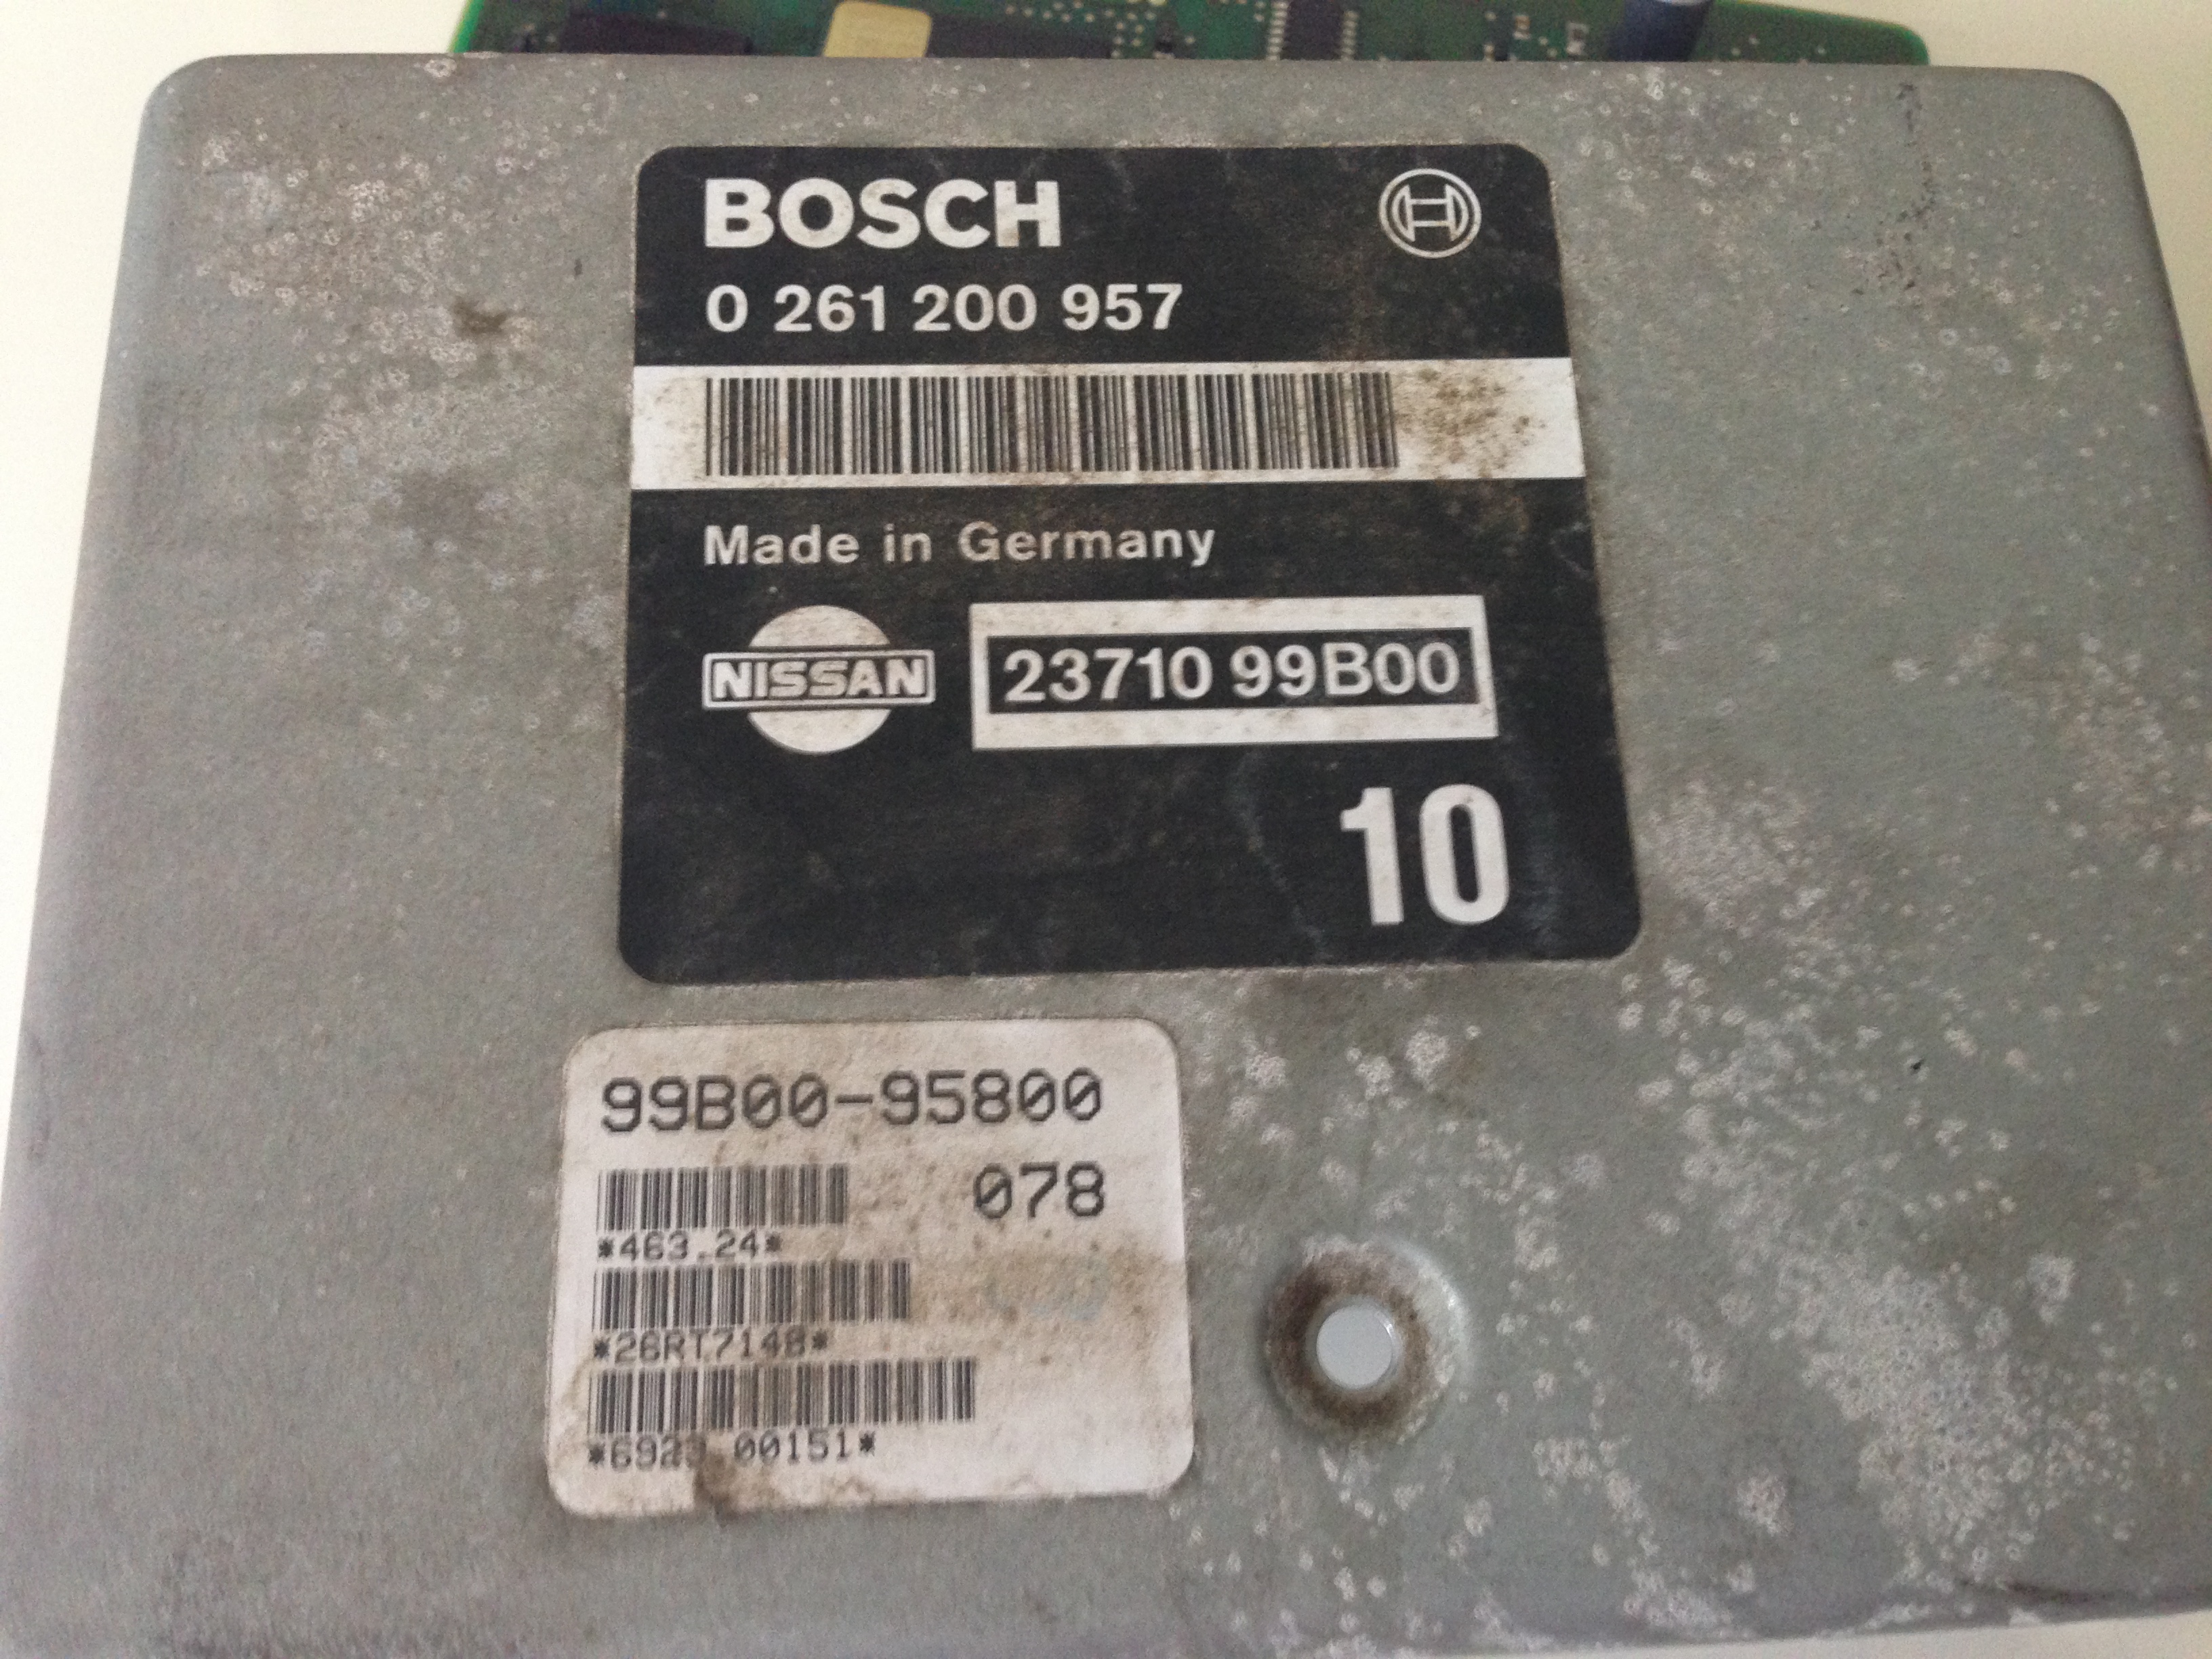 BOSCH
0 261 200 957
Made in Germany
NISSAN
23710 99B00
10
99B00-95800
078
*463.24*
*26RT7148*